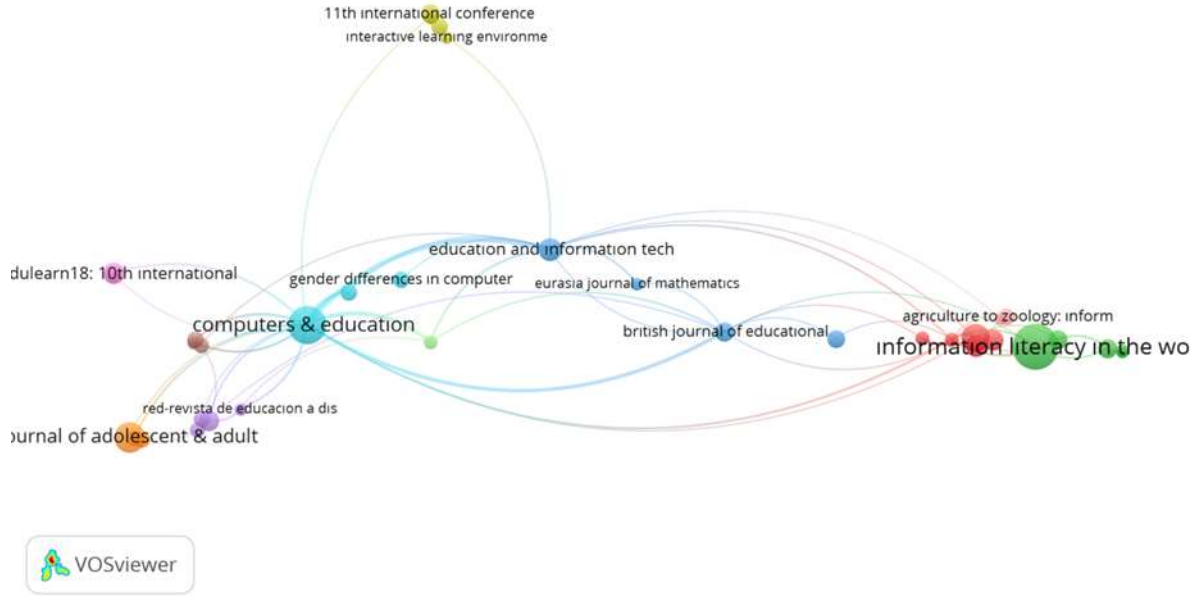 11th international conference
interactive learning environme
education and information tech
dulearn18: 10th international
gender differences in computer
eurasia journal of mathematics
agriculture to zoology: inform
computers & education
british journal of educational
information literacy in the wo
red-revista de educacion a dis
ournal of adolescent & adult
VOSviewer